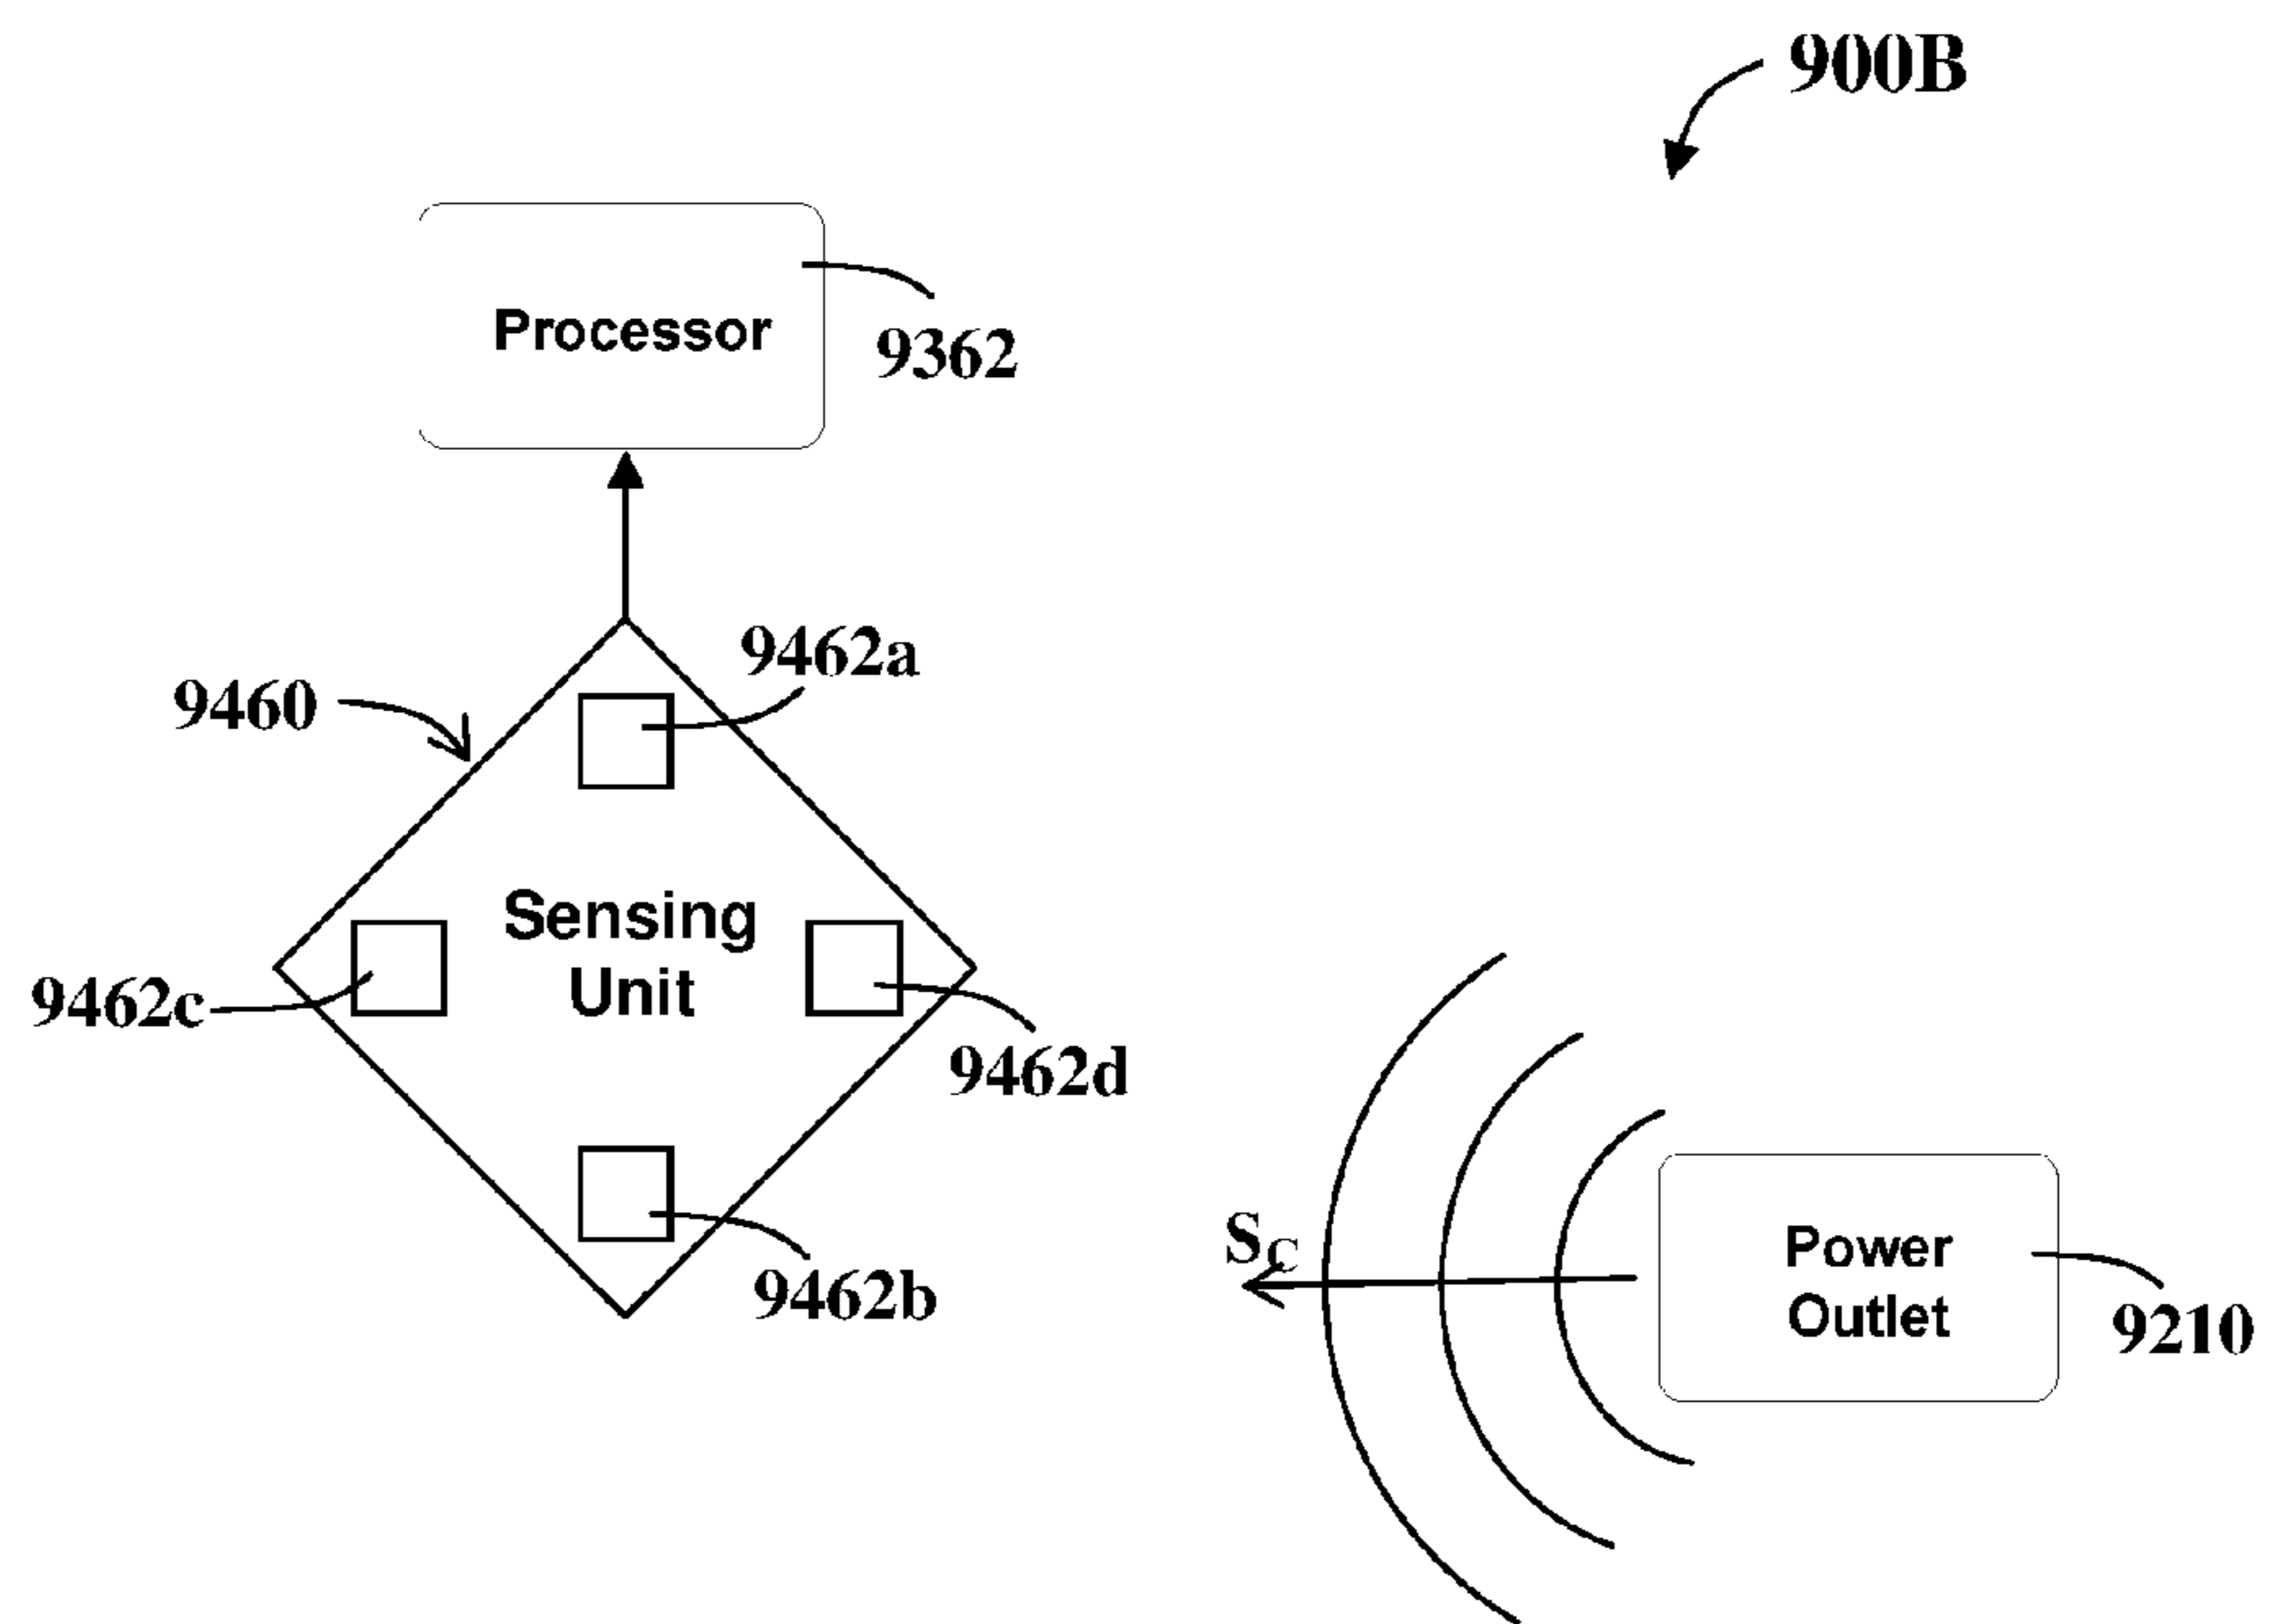 900B
Processor
9362
9462a
9460
Sensing
Unit
9462c
9462d
9462b
SC
Power
Outlet
9210